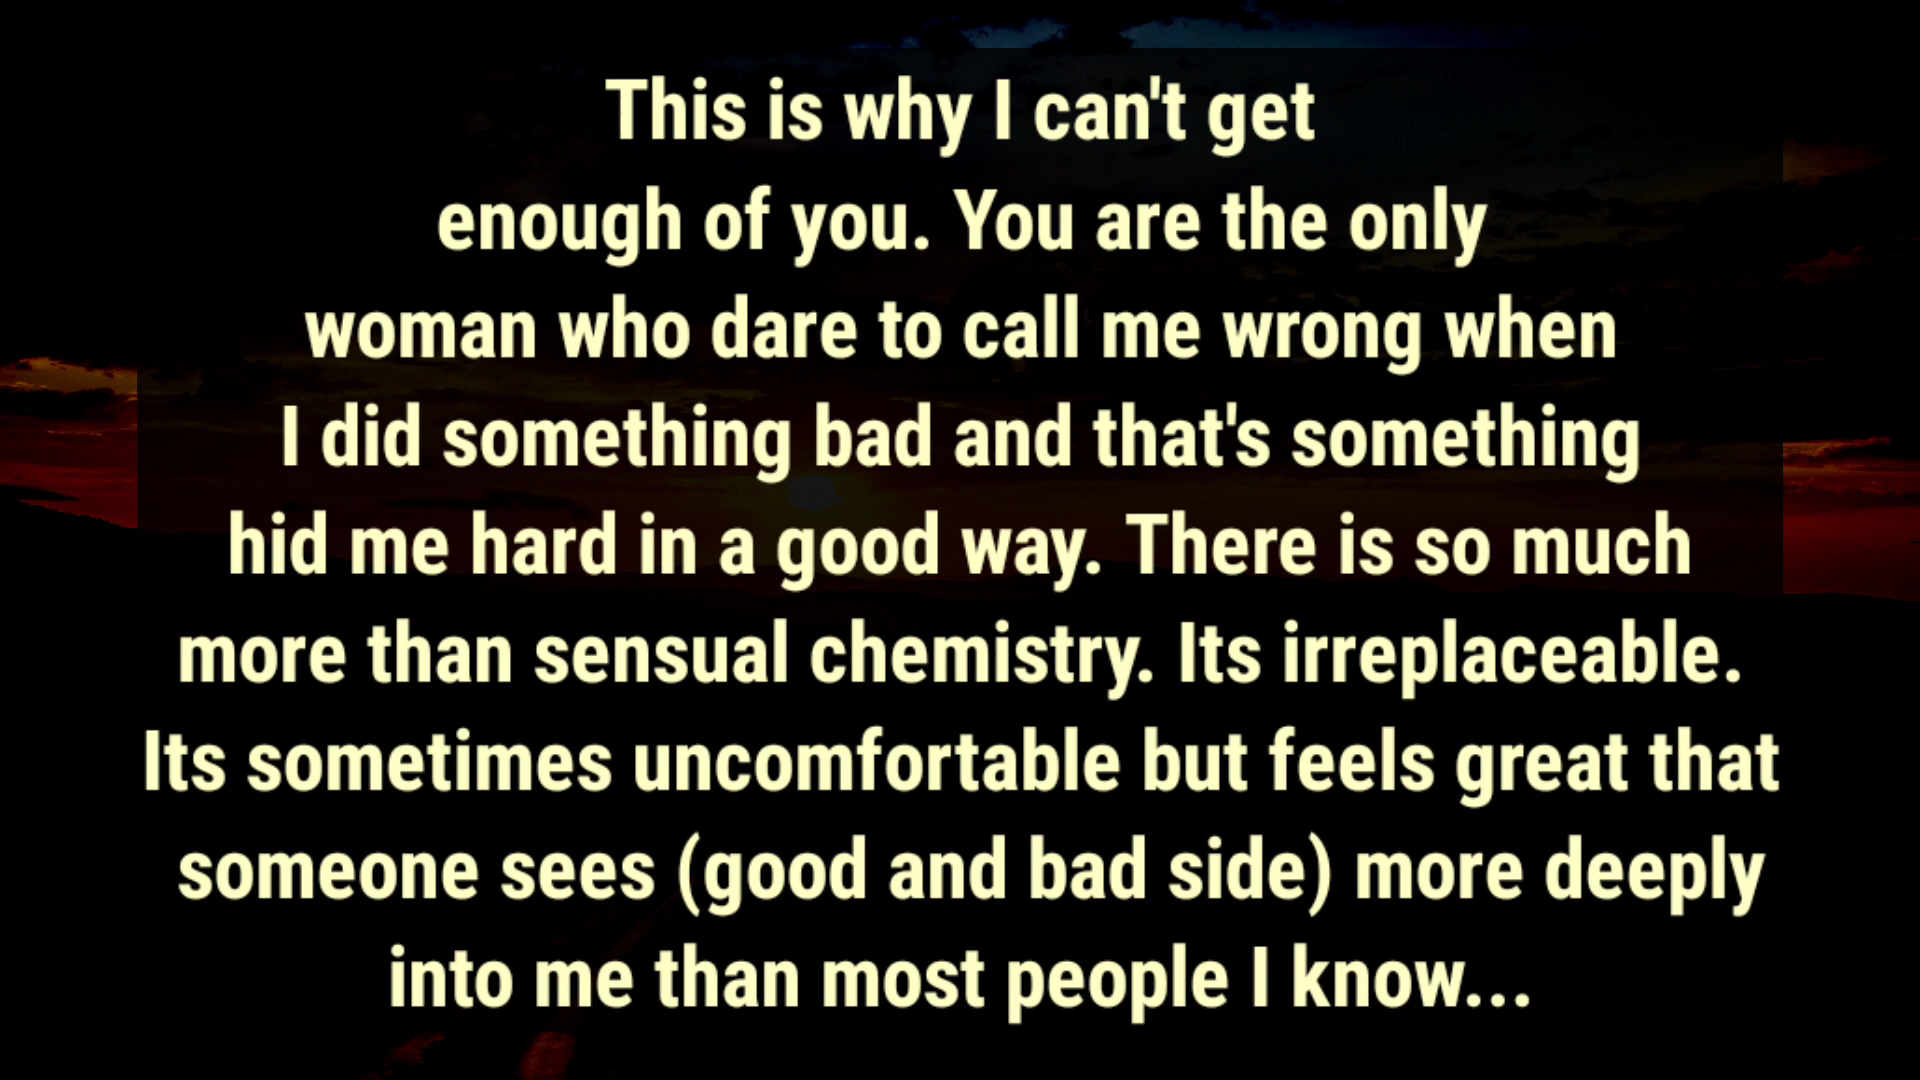 This is why I can't get
enough of you. You are the only
woman who dare to call me wrong when
I did something bad and that's something
hid me hard in a good way. There is so much
more than sensual chemistry. Its irreplaceable.
Its sometimes uncomfortable but feels great that
someone sees (good and bad side) more deeply
into me than most people I know...